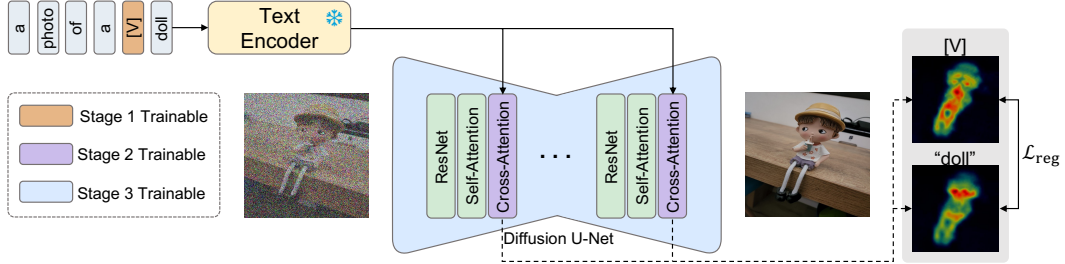 a
photo
of
a
[V]
doll
Text
Encoder
[V]
Stage 1 Trainable
Stage 2 Trainable
Stage 3 Trainable
ResNet
Self-Attention
Cross-Attention
...
ResNet
Self-Attention
Cross-Attention
Diffusion U-Net
"doll"
ℒreg